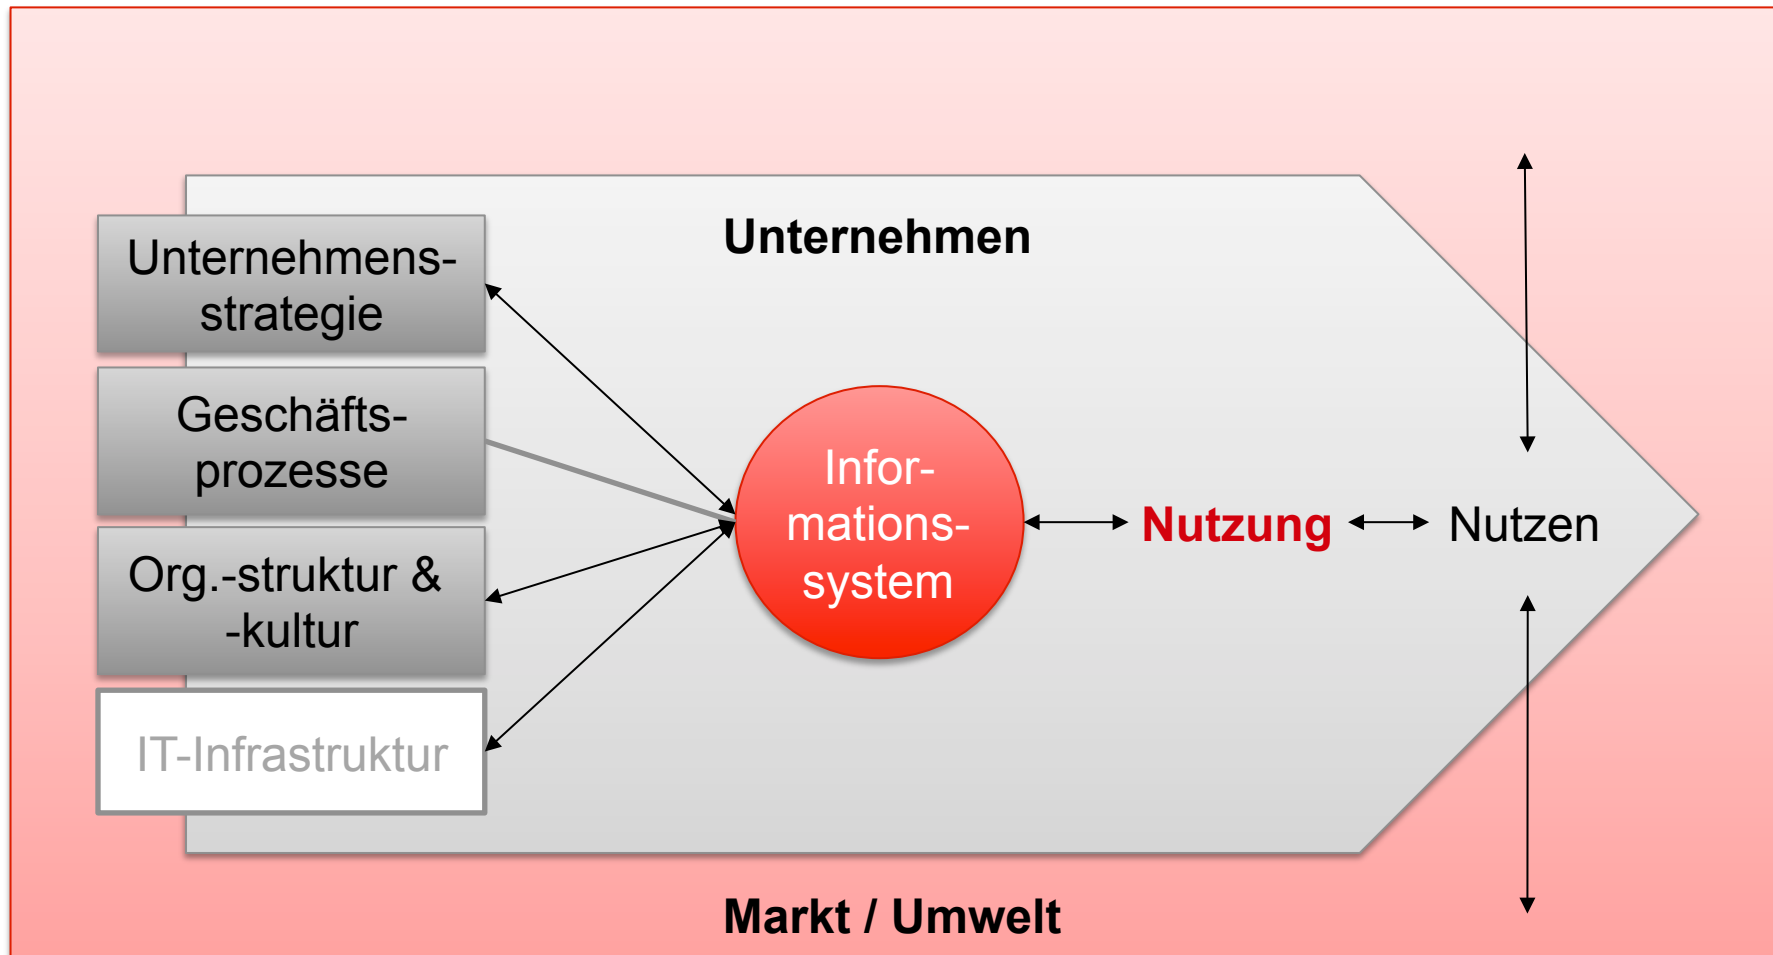 Unternehmen
Unternehmens-
strategie
Geschäfts-
prozesse
Org.-struktur &
-kultur
IT-Infrastruktur
Infor-
mations-
system
Nutzung
Nutzen
Markt / Umwelt